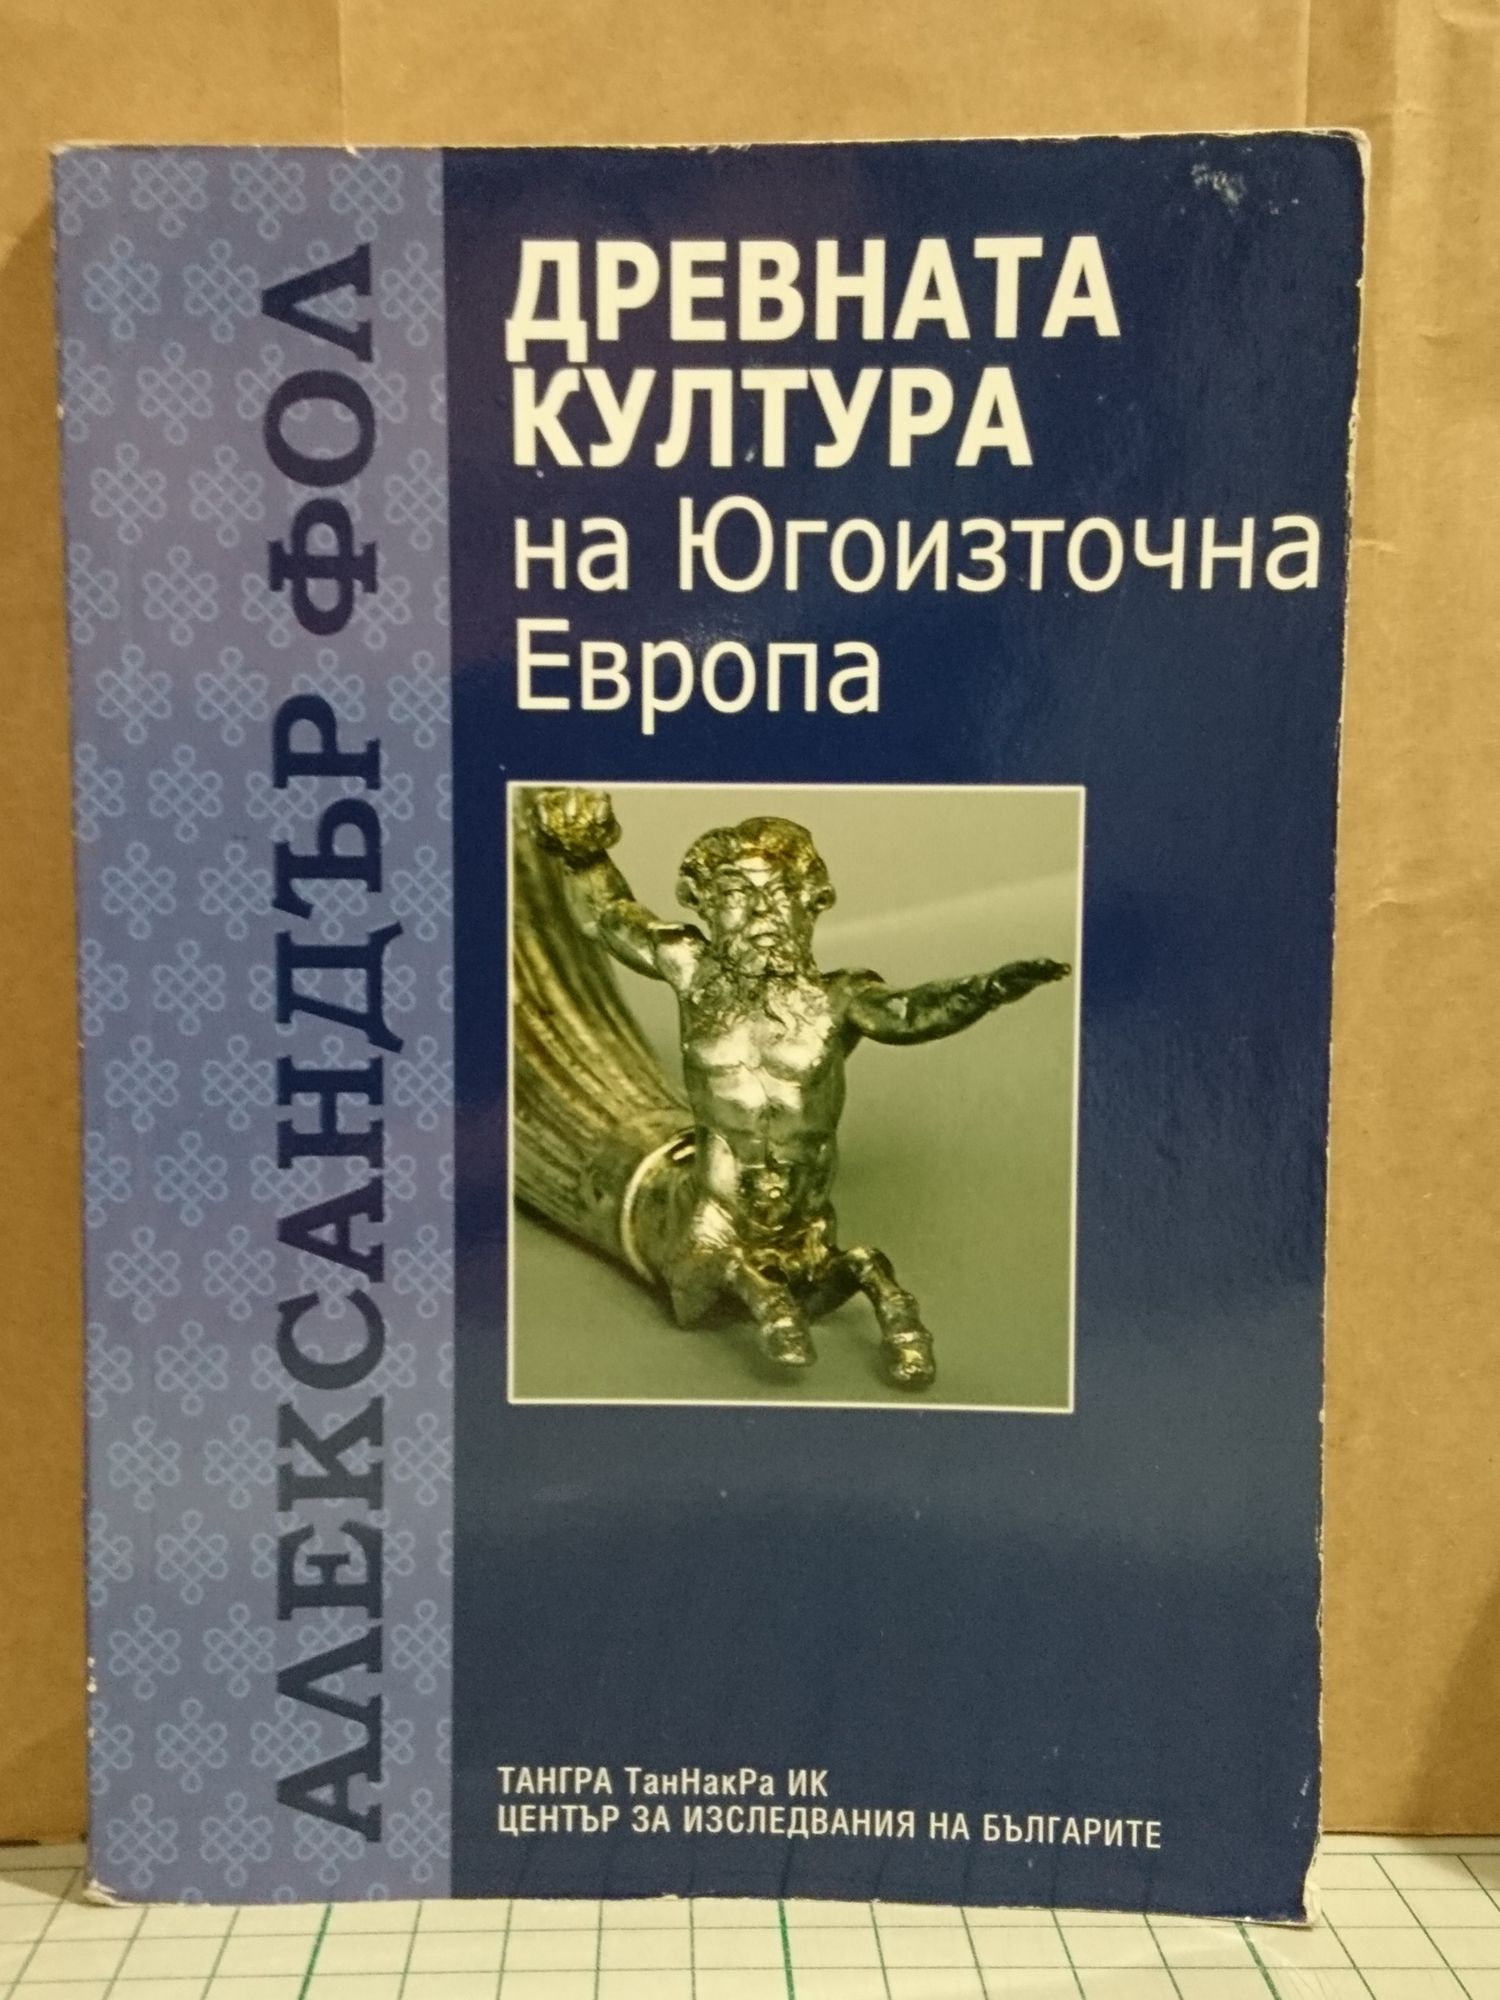 АЛЕКСАНДЪР ФОЛ
ДРЕВНАТА
КУЛТУРА
на Югоизточна
Европа
ТАНГРА ТанНакРа ИК
ЦЕНТЪР ЗА ИЗСЛЕДВАНИЯ НА БЪЛГАРИТЕ